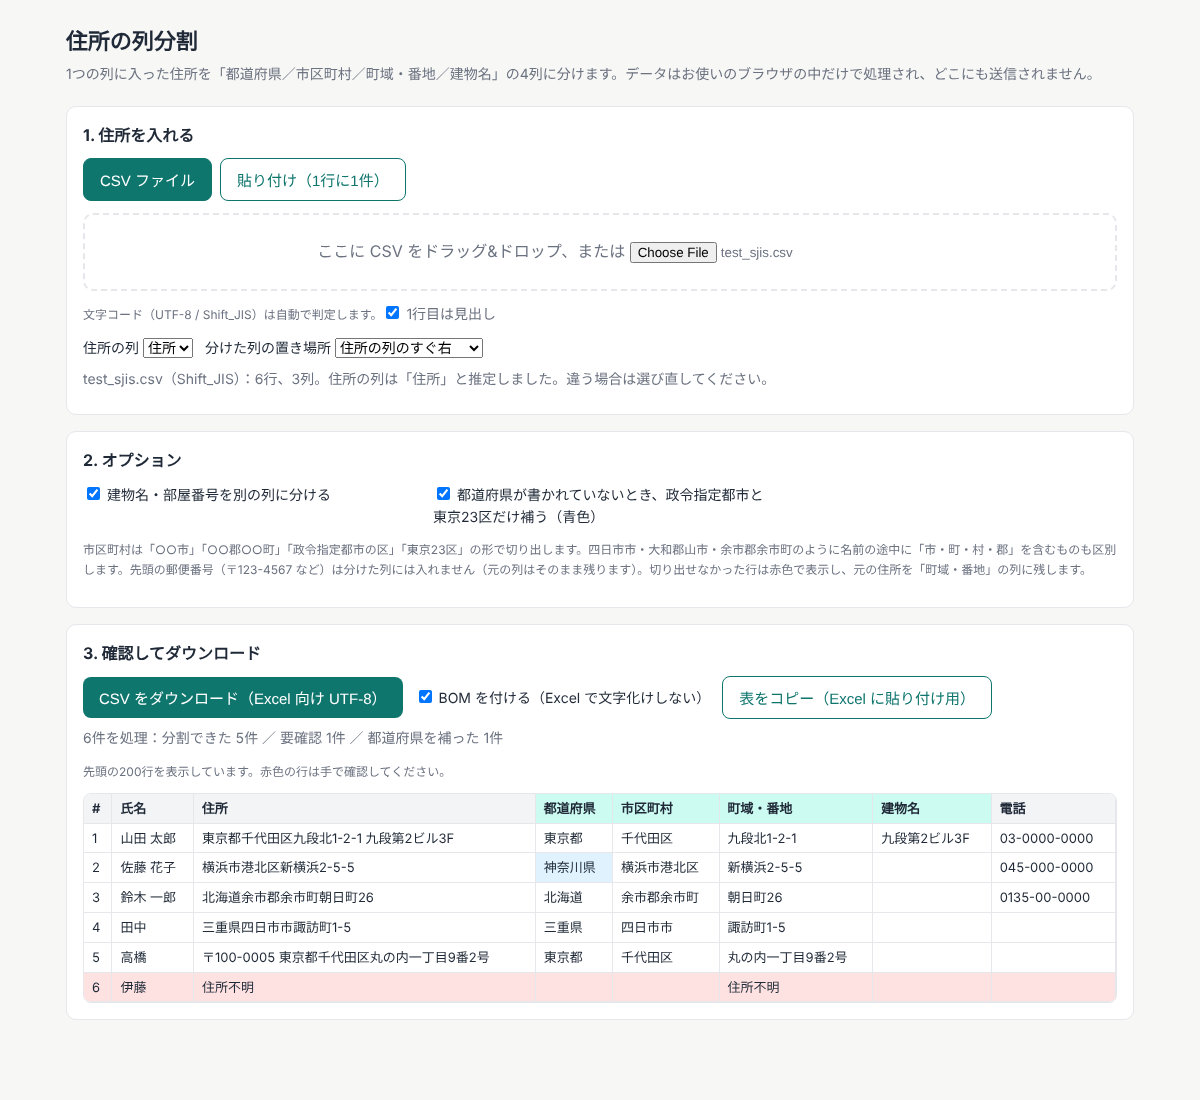 住所の列分割
1つの列に入った住所を「都道府県／市区町村／町域・番地／建物名」の4列に分けます。データはお使いのブラウザの中だけで処理され、どこにも送信されません。
1. 住所を入れる
CSV ファイル 貼り付け（1行に1件）
ここに CSV をドラッグ&ドロップ、または Choose File test_sjis.csv
文字コード（UTF-8 / Shift_JIS）は自動で判定します。 1行目は見出し
住所の列 住所 分けた列の置き場所 住所の列のすぐ右
test_sjis.csv（Shift_JIS）：6行、3列。住所の列は「住所」と推定しました。違う場合は選び直してください。
2. オプション
建物名・部屋番号を別の列に分ける 都道府県が書かれていないとき、政令指定都市と
東京23区だけ補う（青色）
市区町村は「〇〇市」「〇〇郡〇〇町」「政令指定都市の区」「東京23区」の形で切り出します。四日市市・大和郡山市・余市郡余市町のように名前の途中に「市・町・村・郡」を含むものも区別
します。先頭の郵便番号（〒123-4567 など）は分けた列には入れません（元の列はそのまま残ります）。切り出せなかった行は赤色で表示し、元の住所を「町域・番地」の列に残します。
3. 確認してダウンロード
CSV をダウンロード（Excel 向け UTF-8） BOM を付ける（Excel で文字化けしない） 表をコピー（Excel に貼り付け用）
6件を処理：分割できた 5件 ／ 要確認 1件 ／ 都道府県を補った 1件
先頭の200行を表示しています。赤色の行は手で確認してください。
# 氏名 住所 都道府県 市区町村 町域・番地 建物名 電話
1 山田 太郎 東京都千代田区九段北1-2-1 九段第2ビル3F 東京都 千代田区 九段北1-2-1 九段第2ビル3F 03-0000-0000
2 佐藤 花子 横浜市港北区新横浜2-5-5 神奈川県 横浜市港北区 新横浜2-5-5 045-000-0000
3 鈴木 一郎 北海道余市郡余市町朝日町26 北海道 余市郡余市町 朝日町26 0135-00-0000
4 田中 三重県四日市市諏訪町1-5 三重県 四日市市 諏訪町1-5
5 高橋 〒100-0005 東京都千代田区丸の内一丁目9番2号 東京都 千代田区 丸の内一丁目9番2号
6 伊藤 住所不明 住所不明